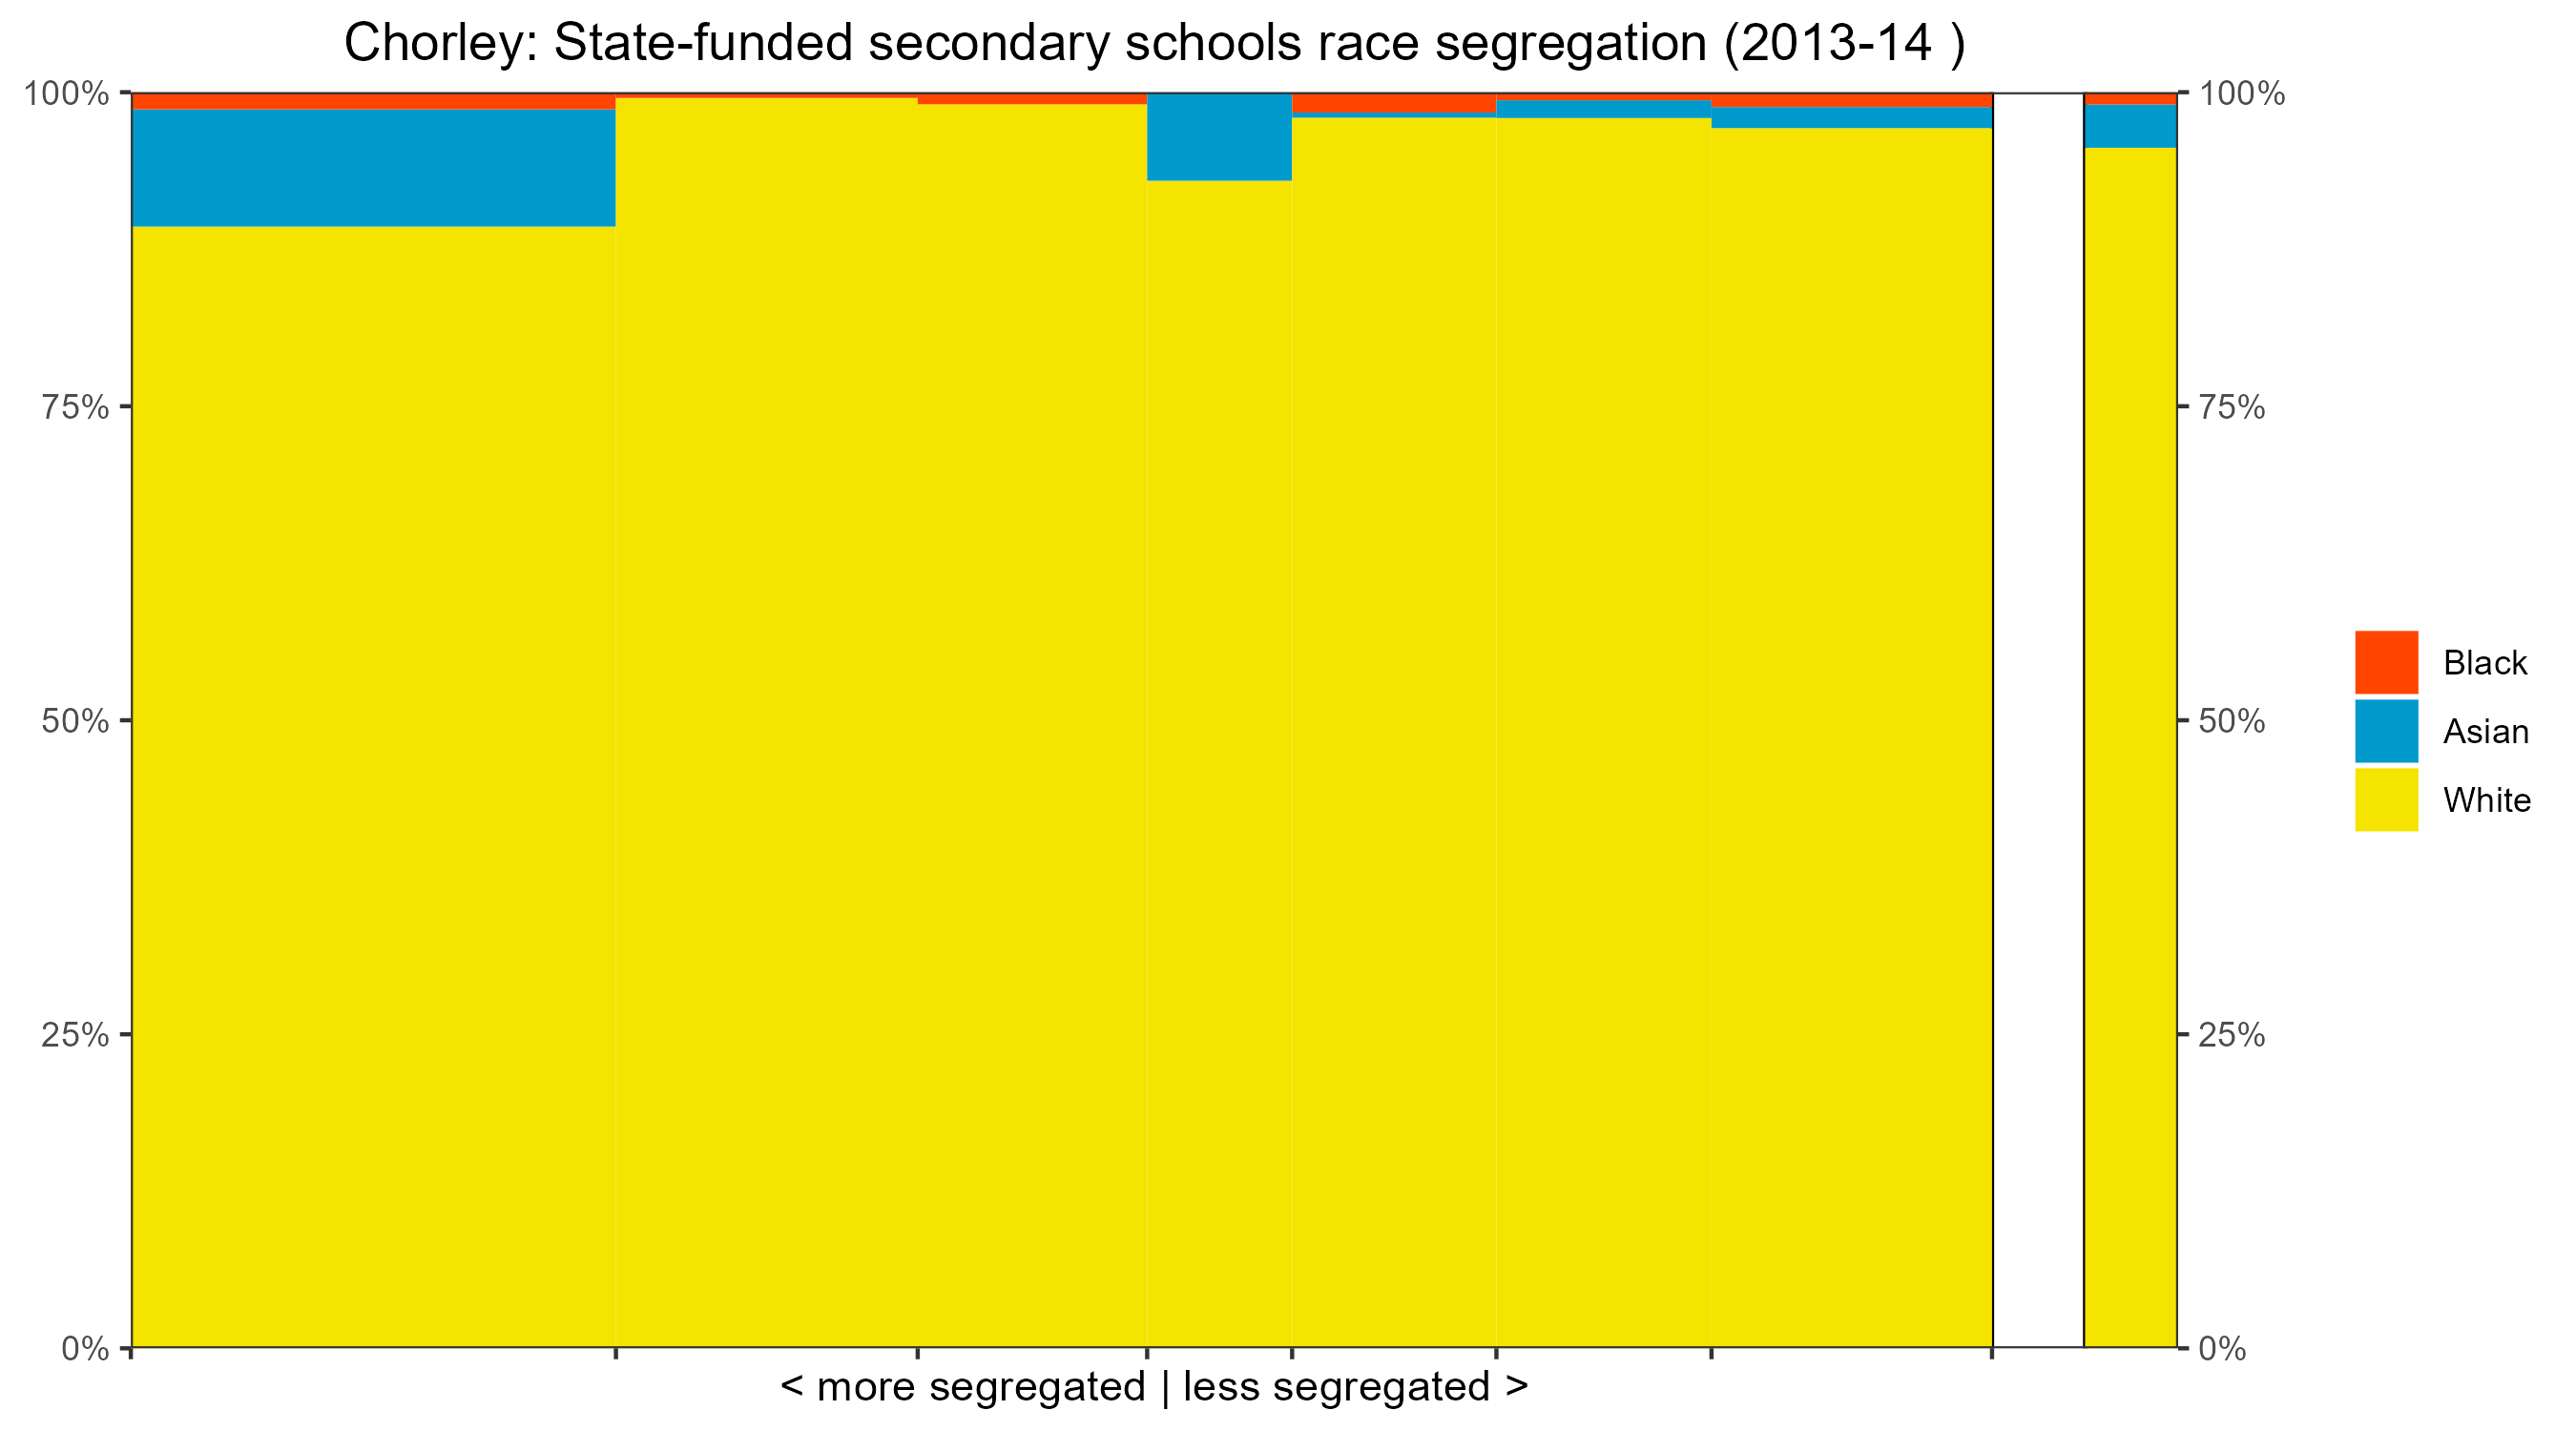 Chorley: State-funded secondary schools race segregation (2013-14 )
100%
75%
50%
25%
0%
100%
75%
50%
25%
0%
Black
Asian
White
< more segregated | less segregated >